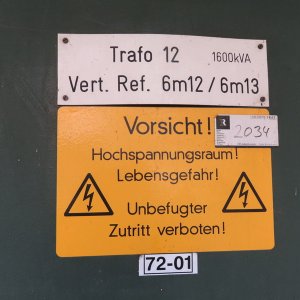 Trafo 12 1600kVA
Vert. Ref. 6m12/6m13
Vorsicht!
2034
Hochspannungsraum!
Lebensgefahr!
Unbefugter
Zutritt verboten!
72-01